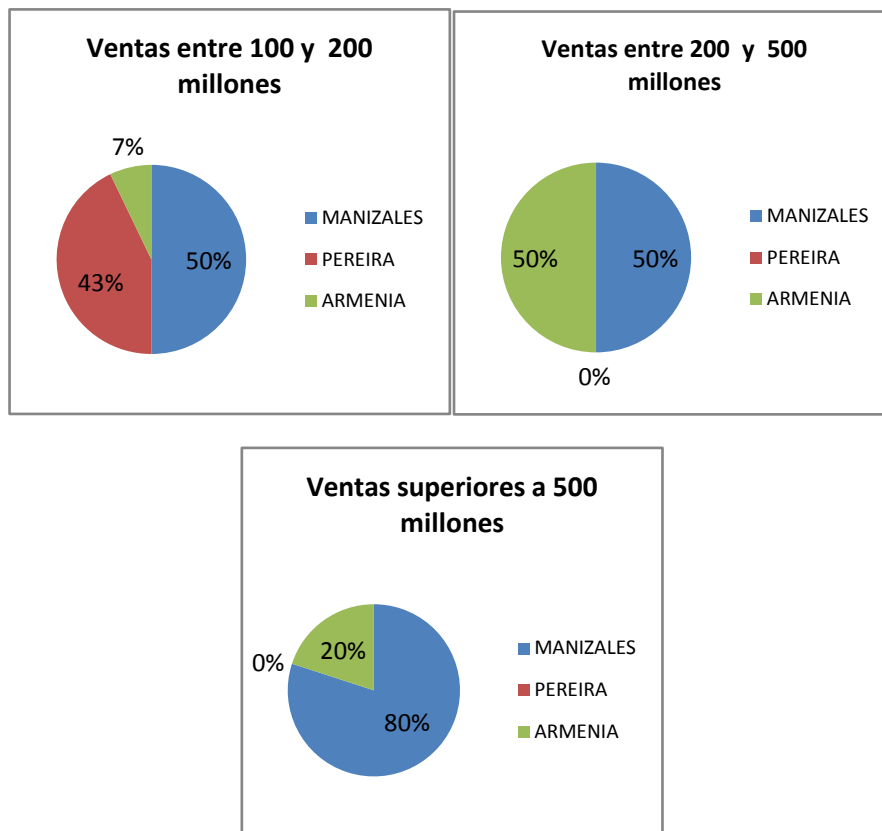 Ventas entre 100 y 200
millones
7%
50%
43%
MANIZALES
PEREIRA
ARMENIA
Ventas entre 200 y 500
millones
50%
50%
0%
MANIZALES
PEREIRA
ARMENIA
Ventas superiores a 500
millones
20%
0%
80%
MANIZALES
PEREIRA
ARMENIA